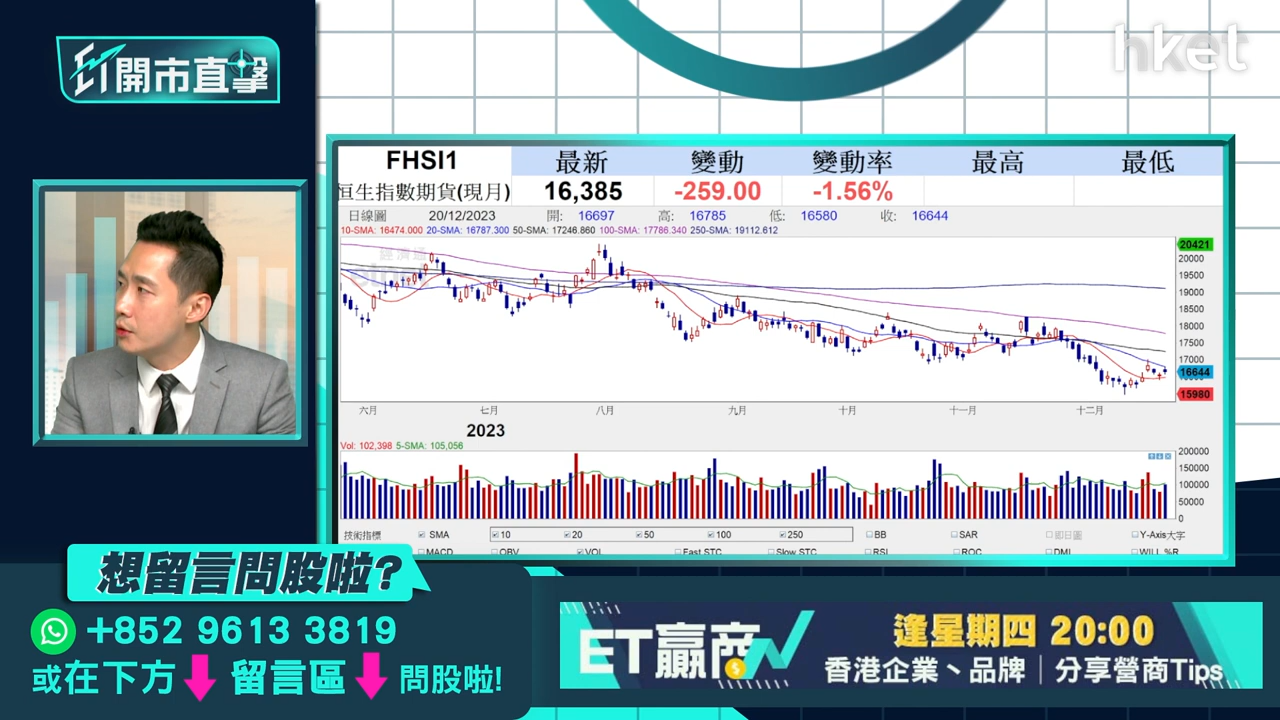 ET開市直擊
hket
FHSI1 最新 變動 變動率 最高 最低
恒生指數期貨(現月) 16,385 -259.00 -1.56%
日線圖 20/12/2023 開: 16697 高: 16785 低: 16580 收: 16644
10-SMA: 16474.000 20-SMA: 16787.300 50-SMA: 17246.860 100-SMA: 17786.340 250-SMA: 19112.612
經濟通
20421
20000
19500
19000
18500
18000
17500
17000
16644
15980
六月 七月 八月 九月 十月 十一月 十二月
2023
Vol: 102,398 5-SMA: 105,056
200000
150000
100000
50000
0
技術指標 SMA 10 20 50 100 250 BB SAR 即日圖 Y-Axis大字
MACD OBV VOL Fast STC Slow STC RSI ROC DMI WILL %R
想留言問股啦?
+852 9613 3819
或在下方 留言區 問股啦!
ET贏商
逢星期四 20:00
香港企業、品牌｜分享營商Tips